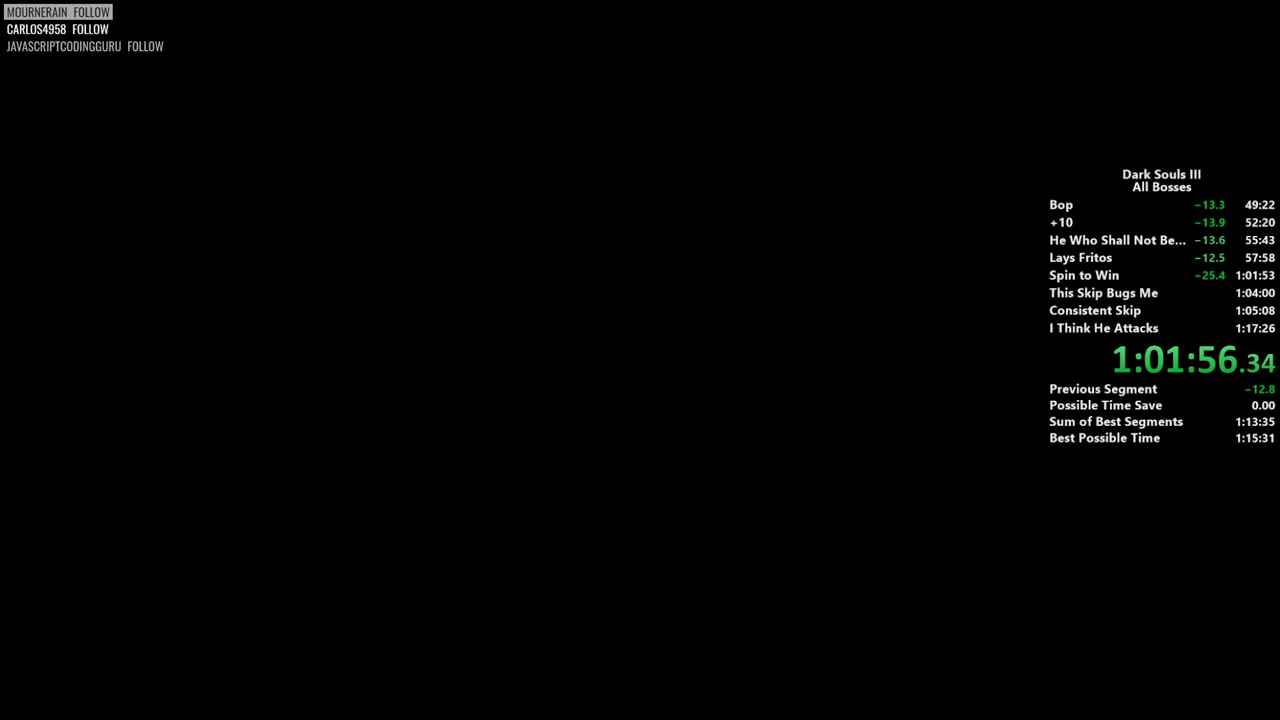 MOURNERAIN FOLLOW
CARLOS4958 FOLLOW
JAVASCRIPTCODINGGURU FOLLOW
Dark Souls III
All Bosses
Bop -13.3 49:22
+10 -13.9 52:20
He Who Shall Not Be... -13.6 55:43
Lays Fritos -12.5 57:58
Spin to Win -25.4 1:01:53
This Skip Bugs Me 1:04:00
Consistent Skip 1:05:08
I Think He Attacks 1:17:26
1:01:56.34
Previous Segment -12.8
Possible Time Save 0.00
Sum of Best Segments 1:13:35
Best Possible Time 1:15:31